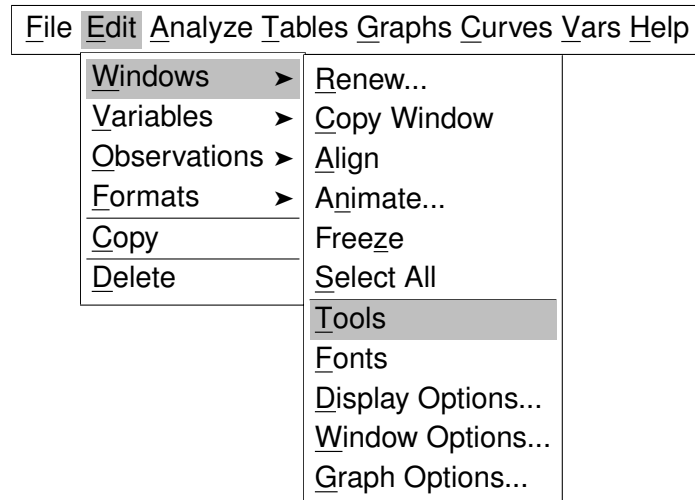 File Edit Analyze Tables Graphs Curves Vars Help
Windows ➤
Variables ➤
Observations ➤
Formats ➤
Copy
Delete
Renew...
Copy Window
Align
Animate...
Freeze
Select All
Tools
Fonts
Display Options...
Window Options...
Graph Options...